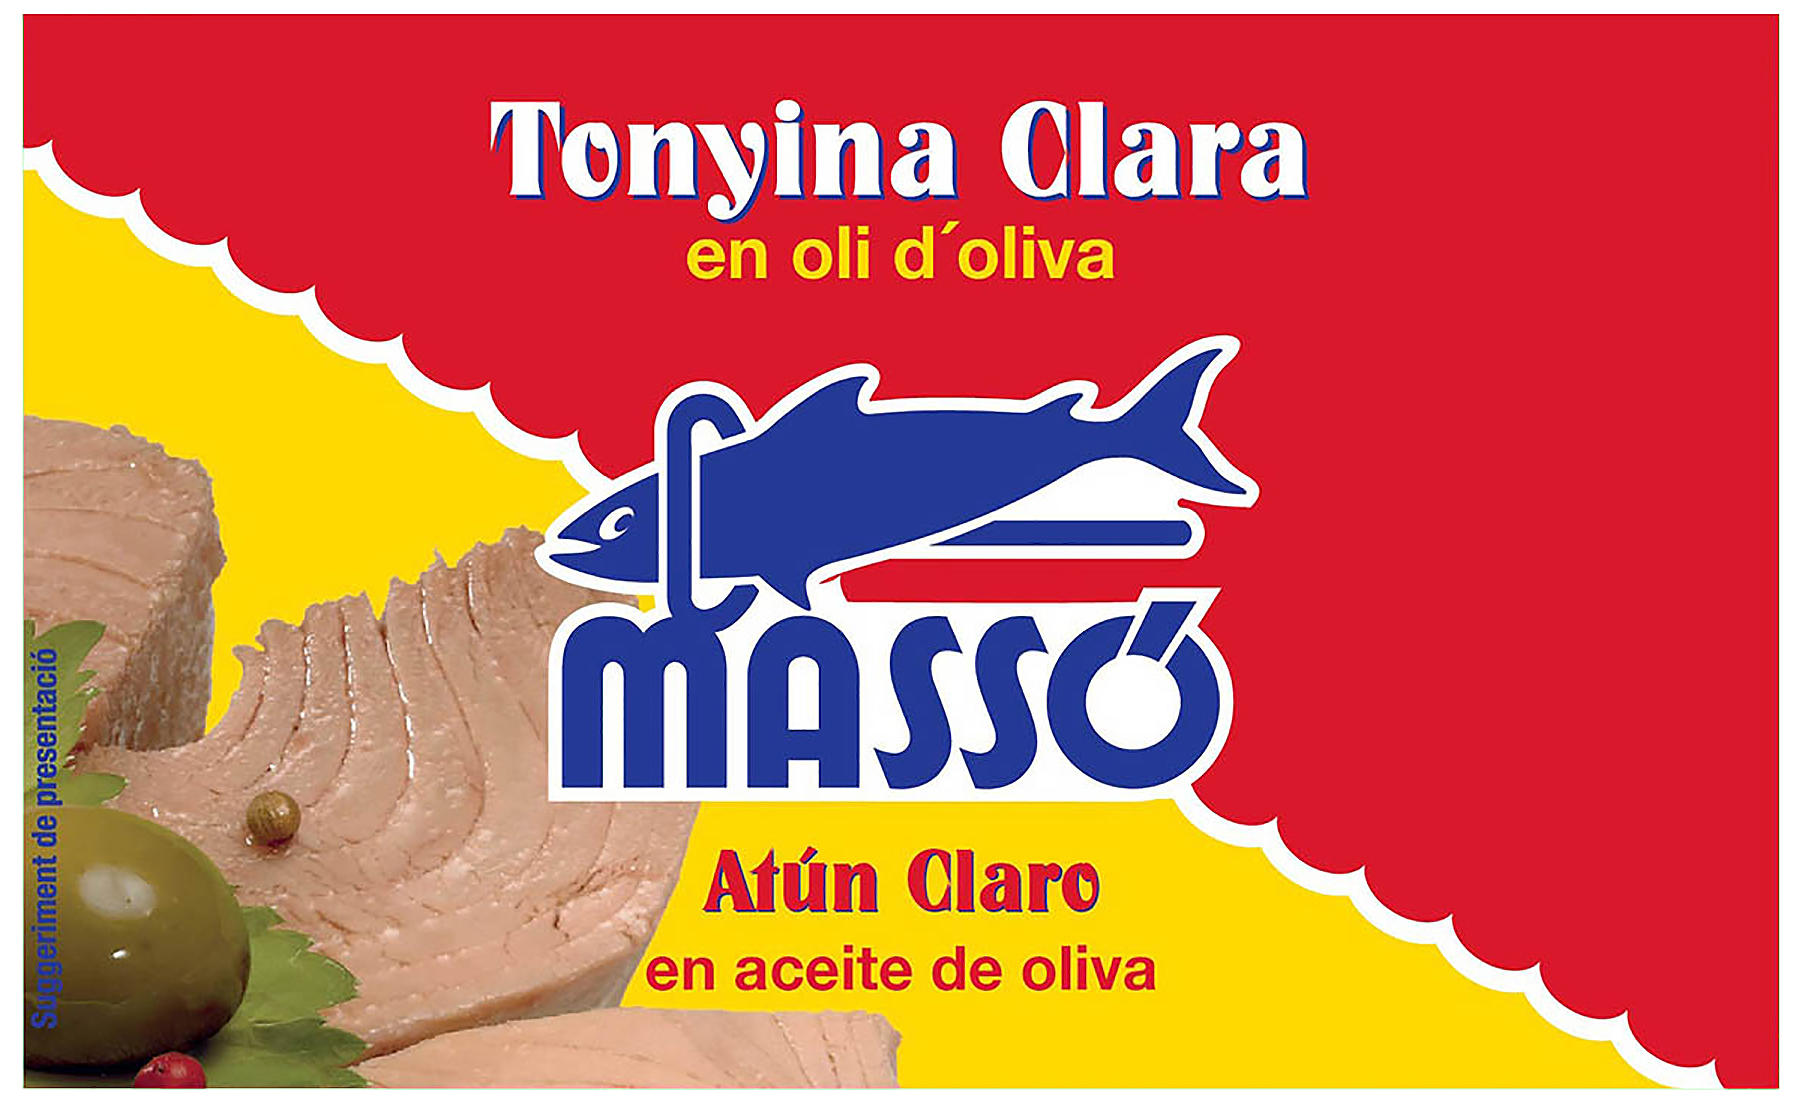 Tonyina Clara
en oli d´oliva
MASSÓ
Atún Claro
en aceite de oliva
Suggeriment de presentació